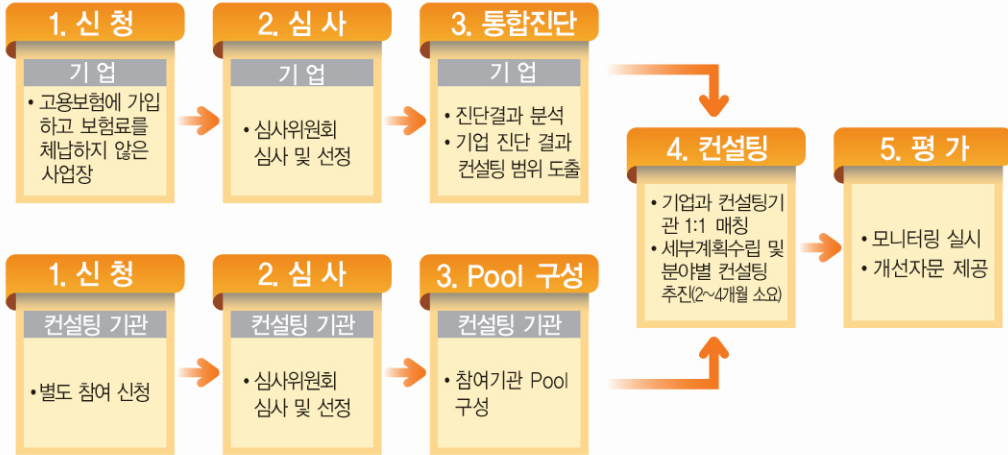 1. 신 청
기 업
• 고용보험에 가입
하고 보험료를
체납하지 않은
사업장
2. 심 사
기 업
• 심사위원회
심사 및 선정
3. 통합진단
기 업
• 진단결과 분석
• 기업 진단 결과
컨설팅 범위 도출
1. 신 청
컨설팅 기관
• 별도 참여 신청
2. 심 사
컨설팅 기관
• 심사위원회
심사 및 선정
3. Pool 구성
컨설팅 기관
• 참여기관 Pool
구성
4. 컨설팅
• 기업과 컨설팅기
관 1:1 매칭
• 세부계획수립 및
분야별 컨설팅
추진(2~4개월 소요)
5. 평 가
• 모니터링 실시
• 개선자문 제공